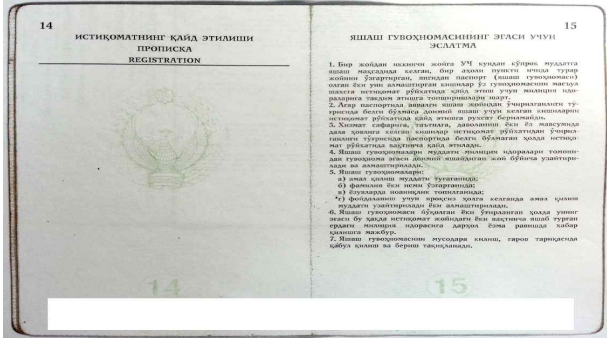 14
ИСТИҚОМАТНИНГ ҚАЙД ЭТИЛИШИ
ПРОПИСКА
REGISTRATION
14
15
ЯШАШ ГУВОҲНОМАСИНИНГ ЭГАСИ УЧУН
ЭСЛАТМА
1. Бир жойдан иккинчи жойга УЧ кундан кўпроқ муддатга
яшаш мақсадида келган, бир аҳоли пункти ичида турар
жойини ўзгартирган, янгидан паспорт (яшаш гувоҳномаси)
олган ёки уни алмаштирган кишилар ўз гувоҳномасини масъул
шахсга истиқомат рўйхатида қайд этиш учун милиция идо-
раларига тақдим этишга топширишлари шарт.
2. Агар паспортида аввалги яшаш жойидан ўчирилганлиги тў-
ғрисида белги бўлмаса доимий яшаш учун келган кишиларни
истиқомат рўйхатида қайд этишга рухсат берилмайди.
3. Хизмат сафарига, таътилга, даволаниш ёки ёз мавсумида
дала ҳовлига келган кишилар истиқомат рўйхатидан ўчирил-
ганлиги тўғрисида паспортида белги бўлмаган ҳолда истиқо-
мат рўйхатида вақтинча қайд этилади.
4. Яшаш гувоҳномалари муддати милиция идоралари томони-
дан гувоҳнома эгаси доимий яшайдиган жой бўйича узайтири-
лади ва алмаштирилади.
5. Яшаш гувоҳномалари:
а) амал қилиш муддати тугаганида;
б) фамилия ёки исми ўзгарганида;
в) ёзувларда ноаниқлик топилганида;
г) фойдаланиш учун яроқсиз ҳолга келганда амал қилиш
муддати узайтирилади ёки алмаштирилади.
6. Яшаш гувоҳномаси йўқолган ёки ўғирланган ҳолда унинг
эгаси бу ҳақда истиқомат жойидаги ёки вақтинча яшаб турган
ердаги милиция идорасига дарҳол ёзма равишда хабар
қилишга мажбур.
7. Яшаш гувоҳномасини мусодара қилиш, гаров тариқасида
қабул қилиш ва бериш тақиқланади.
15